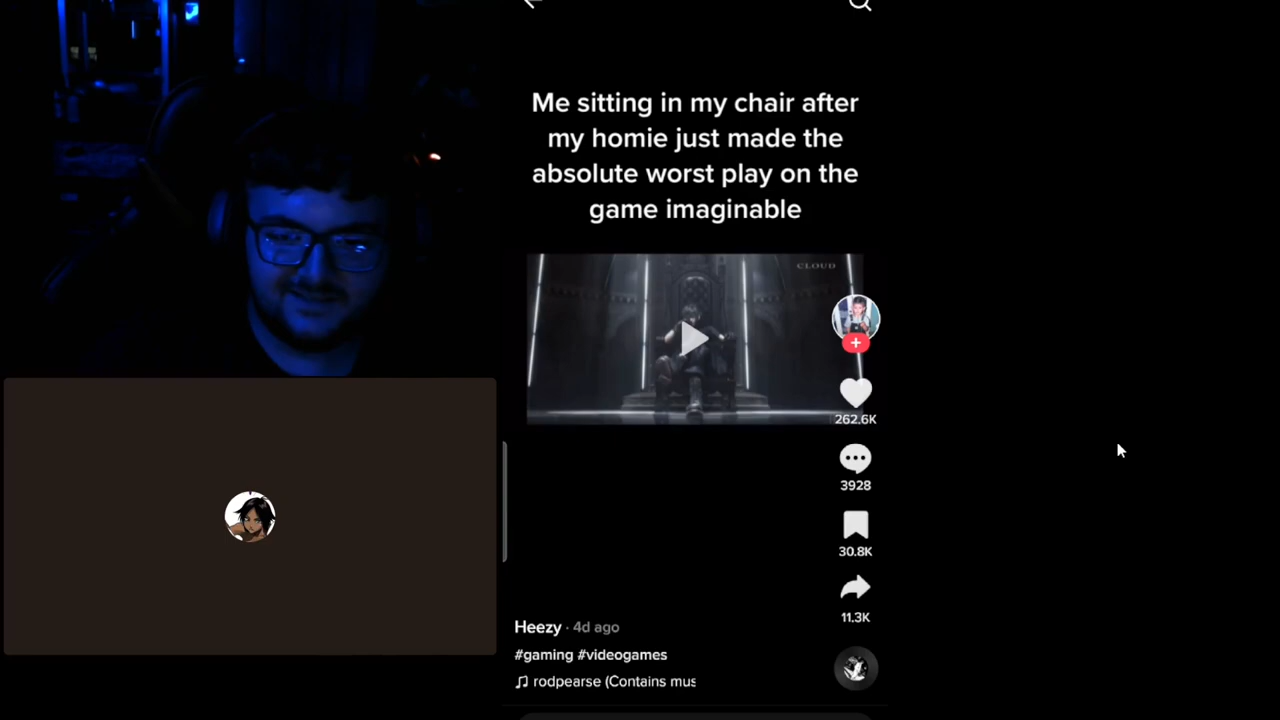 Me sitting in my chair after
my homie just made the
absolute worst play on the
game imaginable
CLOUD
262.6K
3928
30.8K
11.3K
Heezy · 4d ago
#gaming #videogames
rodpearse (Contains mus